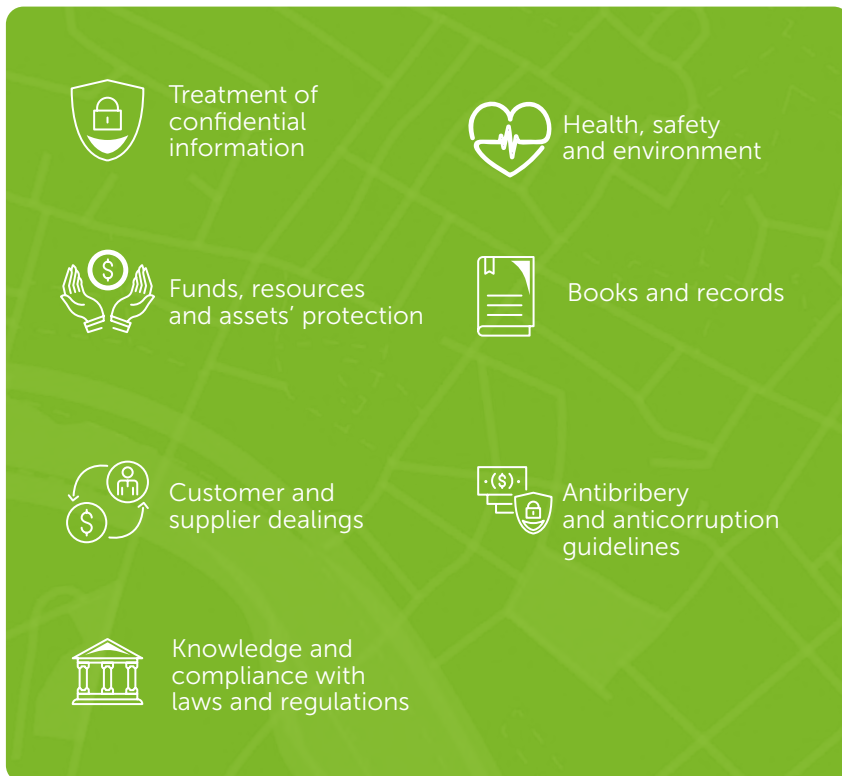 Treatment of
confidential
information
Health, safety
and environment
Funds, resources
and assets’ protection
Books and records
Customer and
supplier dealings
Antibribery
and anticorruption
guidelines
Knowledge and
compliance with
laws and regulations